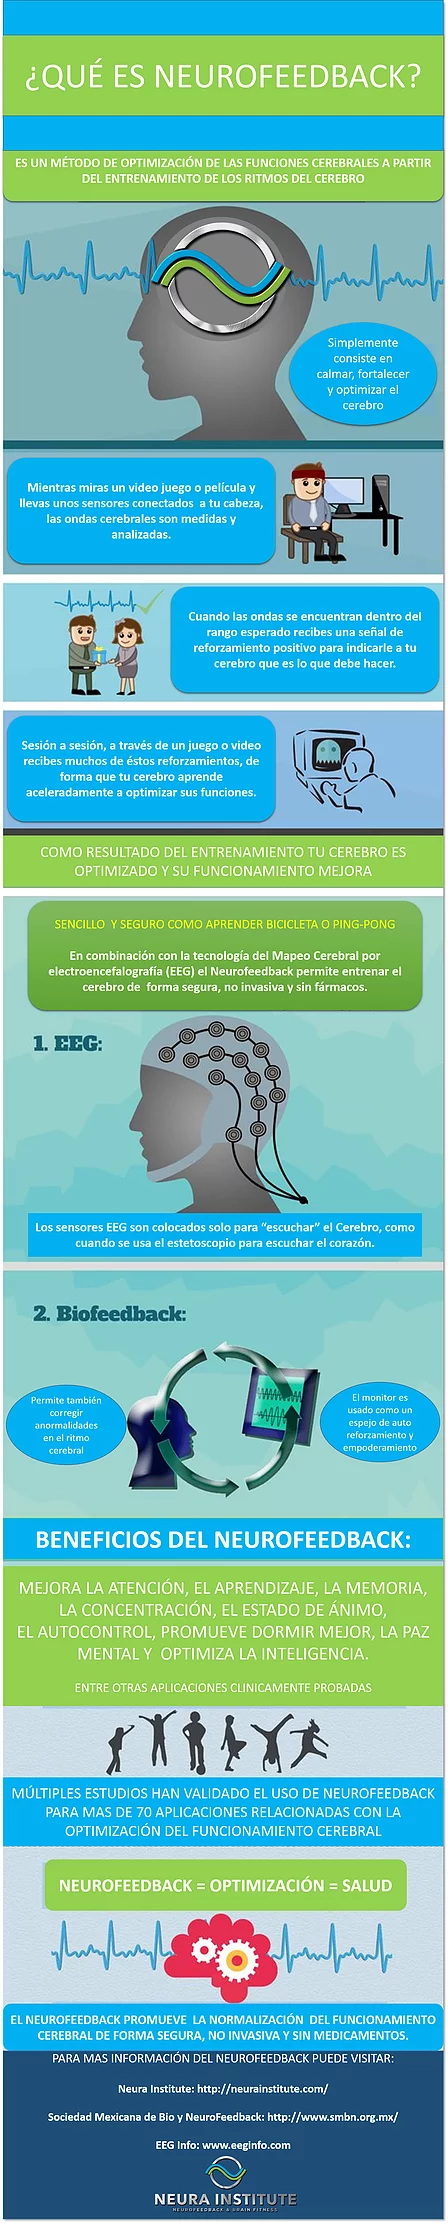 ¿QUÉ ES NEUROFEEDBACK?
ES UN MÉTODO DE OPTIMIZACIÓN DE LAS FUNCIONES CEREBRALES A PARTIR
DEL ENTRENAMIENTO DE LOS RITMOS DEL CEREBRO
Simplemente
consiste en
calmar, fortalecer
y optimizar el
cerebro
Mientras miras un video juego o película y
llevas unos sensores conectados a tu cabeza,
las ondas cerebrales son medidas y
analizadas.
Cuando las ondas se encuentran dentro del
rango esperado recibes una señal de
reforzamiento positivo para indicarle a tu
cerebro que es lo que debe hacer.
Sesión a sesión, a través de un juego o video
recibes muchos de éstos reforzamientos, de
forma que tu cerebro aprende
aceleradamente a optimizar sus funciones.
COMO RESULTADO DEL ENTRENAMIENTO TU CEREBRO ES
OPTIMIZADO Y SU FUNCIONAMIENTO MEJORA
SENCILLO Y SEGURO COMO APRENDER BICICLETA O PING-PONG
En combinación con la tecnología del Mapeo Cerebral por
electroencefalografía (EEG) el Neurofeedback permite entrenar el
cerebro de forma segura, no invasiva y sin fármacos.
1. EEG:
Los sensores EEG son colocados solo para “escuchar” el Cerebro, como
cuando se usa el estetoscopio para escuchar el corazón.
2. Biofeedback:
Permite también
corregir
anormalidades
en el ritmo
cerebral
El monitor es
usado como un
espejo de auto
reforzamiento y
empoderamiento
BENEFICIOS DEL NEUROFEEDBACK:
MEJORA LA ATENCIÓN, EL APRENDIZAJE, LA MEMORIA,
LA CONCENTRACIÓN, EL ESTADO DE ÁNIMO,
EL AUTOCONTROL, PROMUEVE DORMIR MEJOR, LA PAZ
MENTAL Y OPTIMIZA LA INTELIGENCIA.
ENTRE OTRAS APLICACIONES CLINICAMENTE PROBADAS
MÚLTIPLES ESTUDIOS HAN VALIDADO EL USO DE NEUROFEEDBACK
PARA MAS DE 70 APLICACIONES RELACIONADAS CON LA
OPTIMIZACIÓN DEL FUNCIONAMIENTO CEREBRAL
NEUROFEEDBACK = OPTIMIZACIÓN = SALUD
EL NEUROFEEDBACK PROMUEVE LA NORMALIZACIÓN DEL FUNCIONAMIENTO
CEREBRAL DE FORMA SEGURA, NO INVASIVA Y SIN MEDICAMENTOS.
PARA MAS INFORMACIÓN DEL NEUROFEEDBACK PUEDE VISITAR:
Neura Institute: http://neurainstitute.com/
Sociedad Mexicana de Bio y NeuroFeedback: http://www.smbn.org.mx/
EEG Info: www.eeginfo.com
NEURA INSTITUTE
NEUROFEEDBACK & BRAIN FITNESS